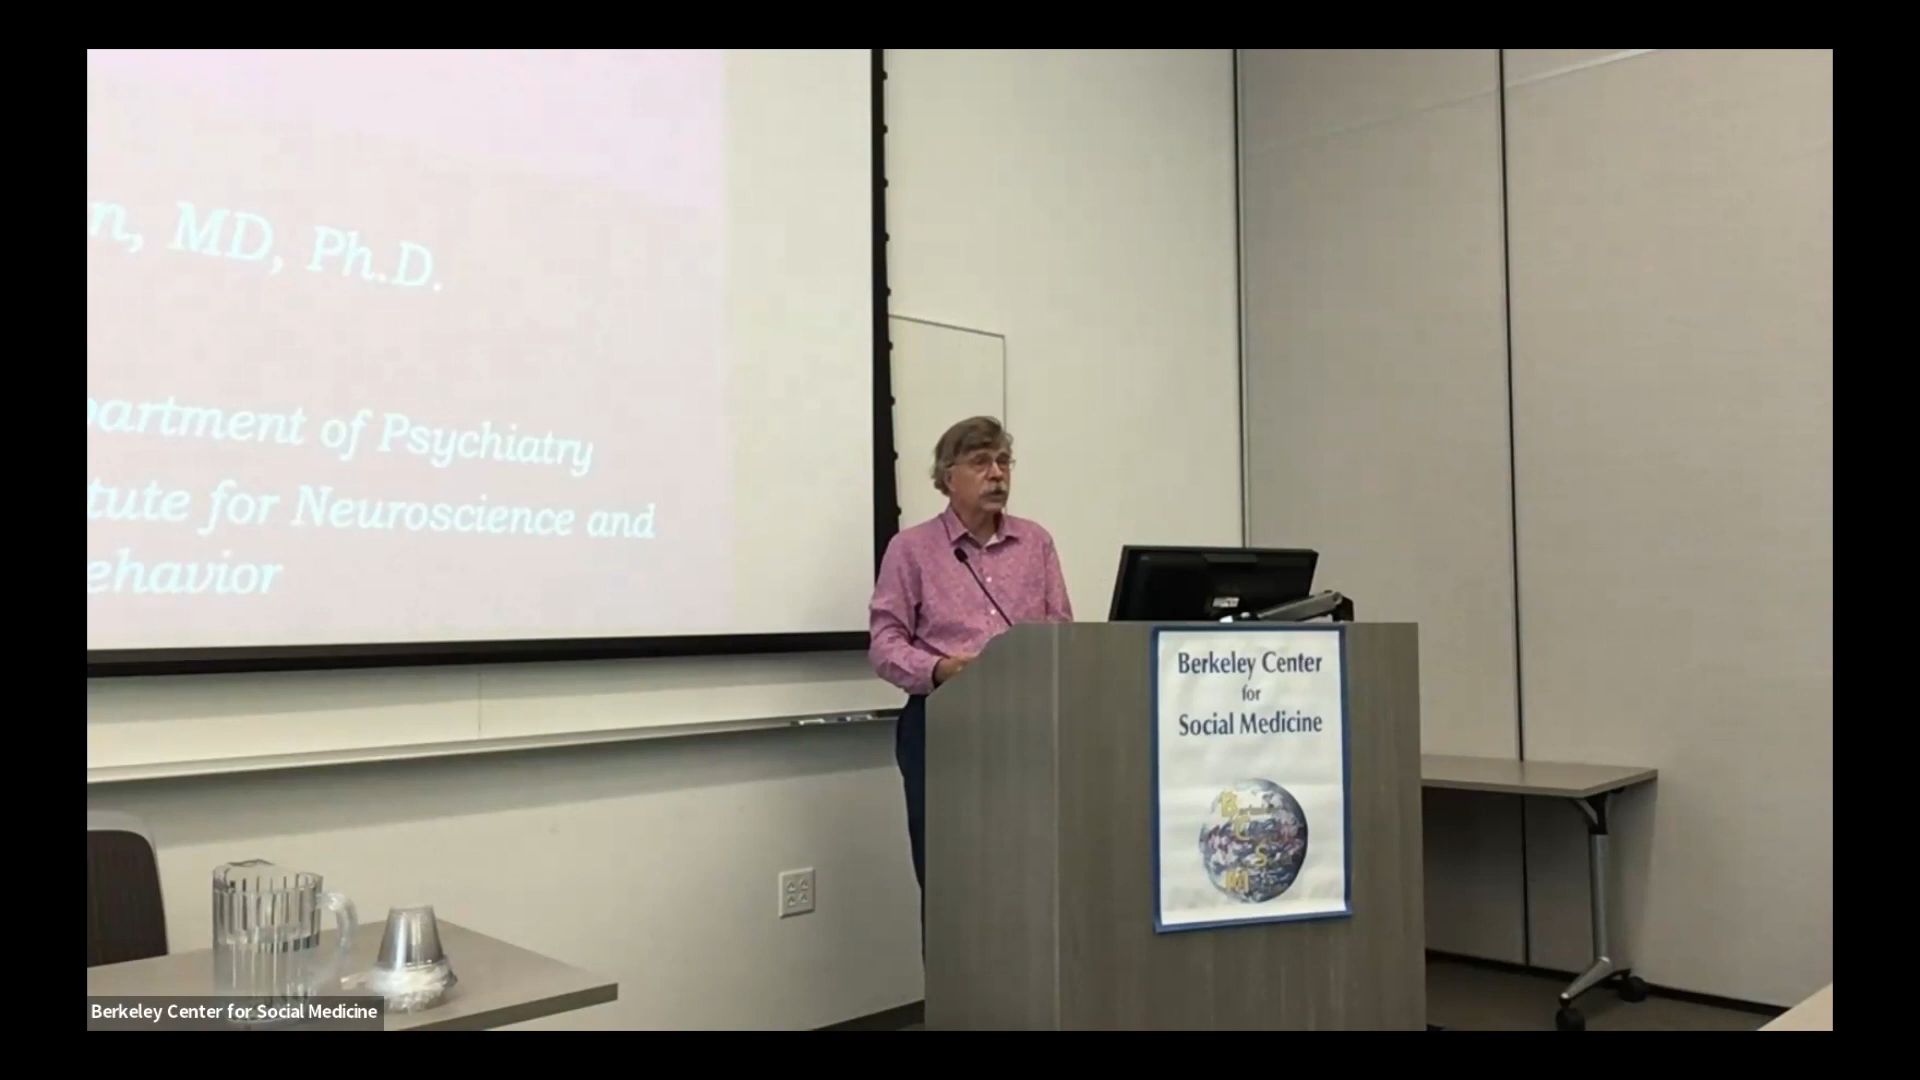 n, MD, Ph.D.
partment of Psychiatry
tute for Neuroscience and
ehavior
Berkeley Center
for
Social Medicine
B
C
S
M
Berkeley Center for Social Medicine